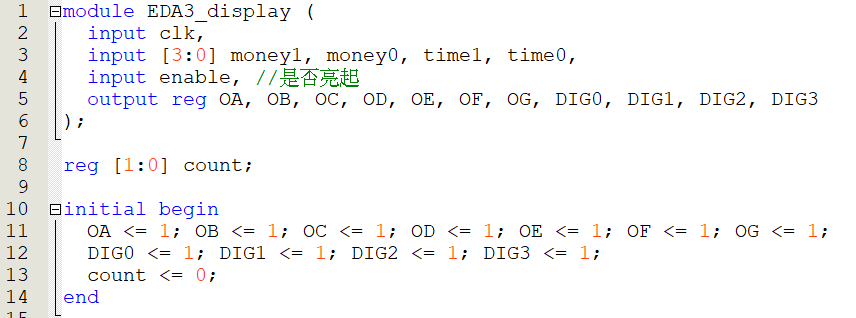 1 module EDA3_display (
2 input clk,
3 input [3:0] money1, money0, time1, time0,
4 input enable, //是否亮起
5 output reg OA, OB, OC, OD, OE, OF, OG, DIG0, DIG1, DIG2, DIG3
6 );
7
8 reg [1:0] count;
9
10 initial begin
11 OA <= 1; OB <= 1; OC <= 1; OD <= 1; OE <= 1; OF <= 1; OG <= 1;
12 DIG0 <= 1; DIG1 <= 1; DIG2 <= 1; DIG3 <= 1;
13 count <= 0;
14 end